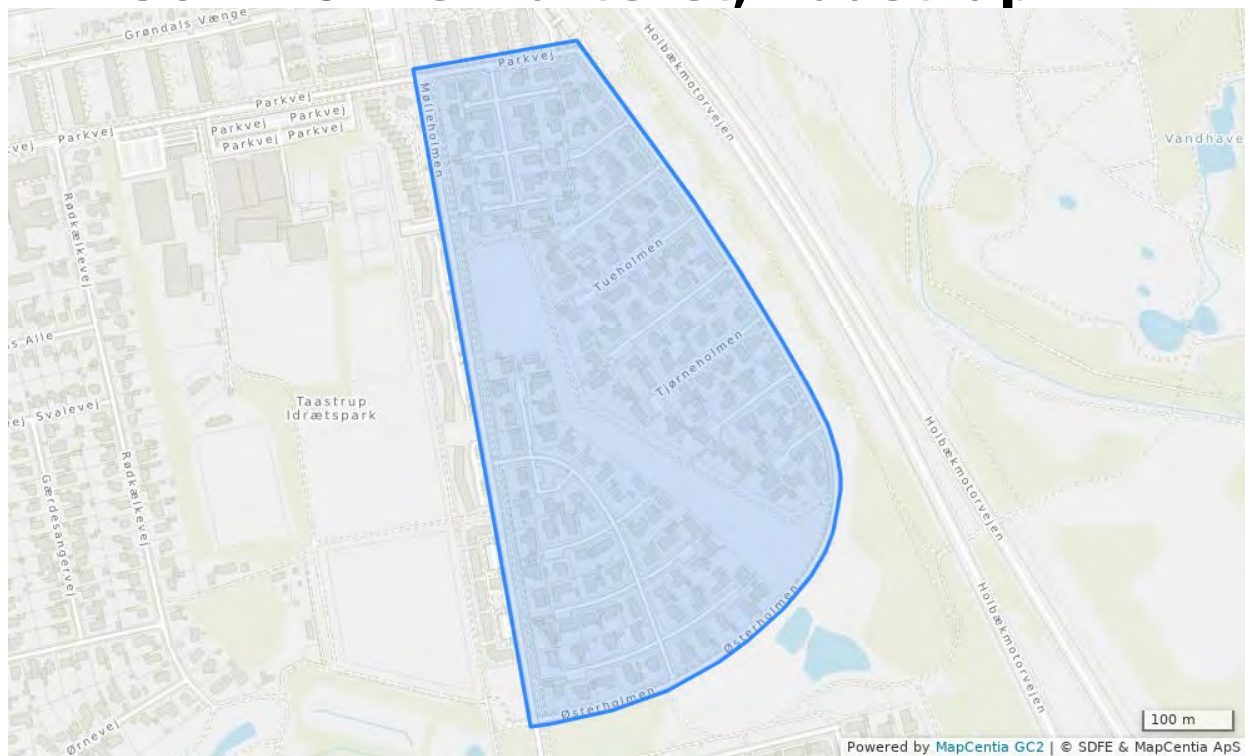 Grøndals Vænge
Holbækmotorvejen
Parkvej
Parkvej
Parkvej
Parkvej
Parkvej
Parkvej
Parkvej
Mølleholmen
Vandhave
Rødkælkevej
Tueholmen
s Alle
Tjørneholmen
Taastrup
Idrætspark
Svalevej
Rødkælkevej
Gærdesangervej
Holbækmotorvejen
Holbækmotorvejen
Østerholmen
Østerholmen
Ørnevej
100 m
Powered by MapCentia GC2 | © SDFE & MapCentia ApS